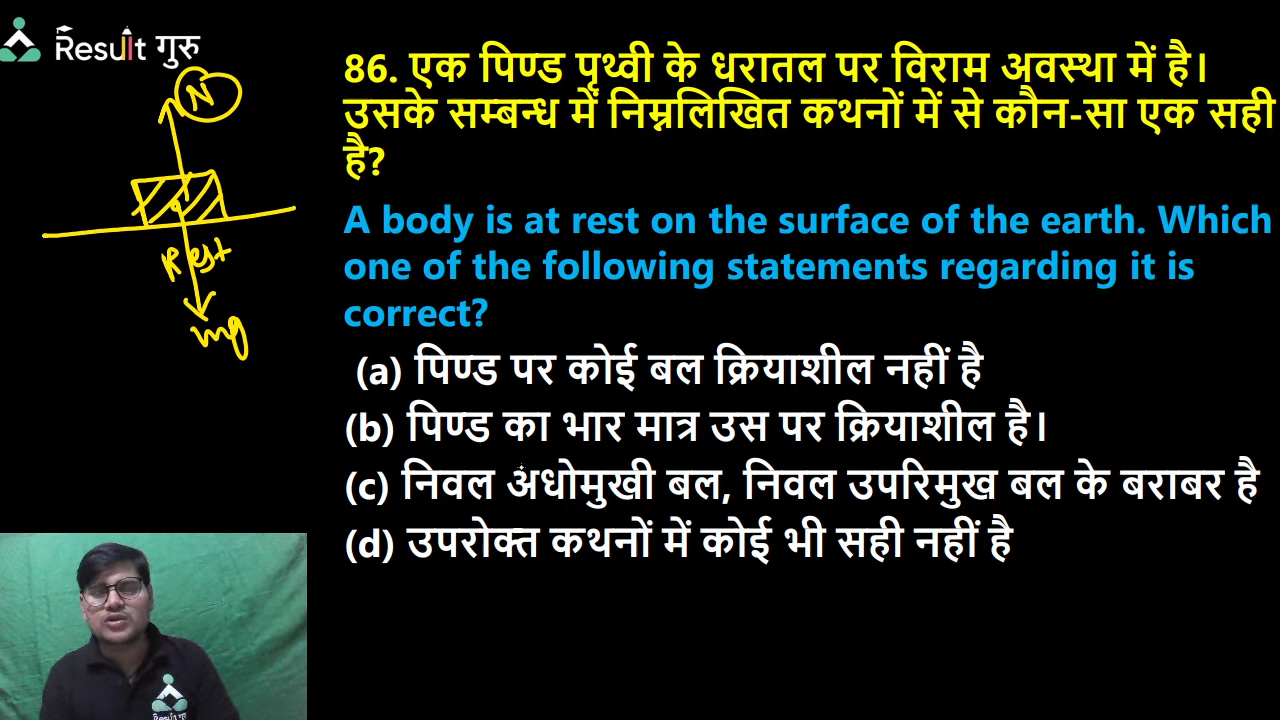 Result गुरु
N
Rest
mg
86. एक पिण्ड पृथ्वी के धरातल पर विराम अवस्था में है।
उसके सम्बन्ध में निम्नलिखित कथनों में से कौन-सा एक सही
है?
A body is at rest on the surface of the earth. Which
one of the following statements regarding it is
correct?
(a) पिण्ड पर कोई बल क्रियाशील नहीं है
(b) पिण्ड का भार मात्र उस पर क्रियाशील है।
(c) निवल अधोमुखी बल, निवल उपरिमुख बल के बराबर है
(d) उपरोक्त कथनों में कोई भी सही नहीं है
Result गुरु